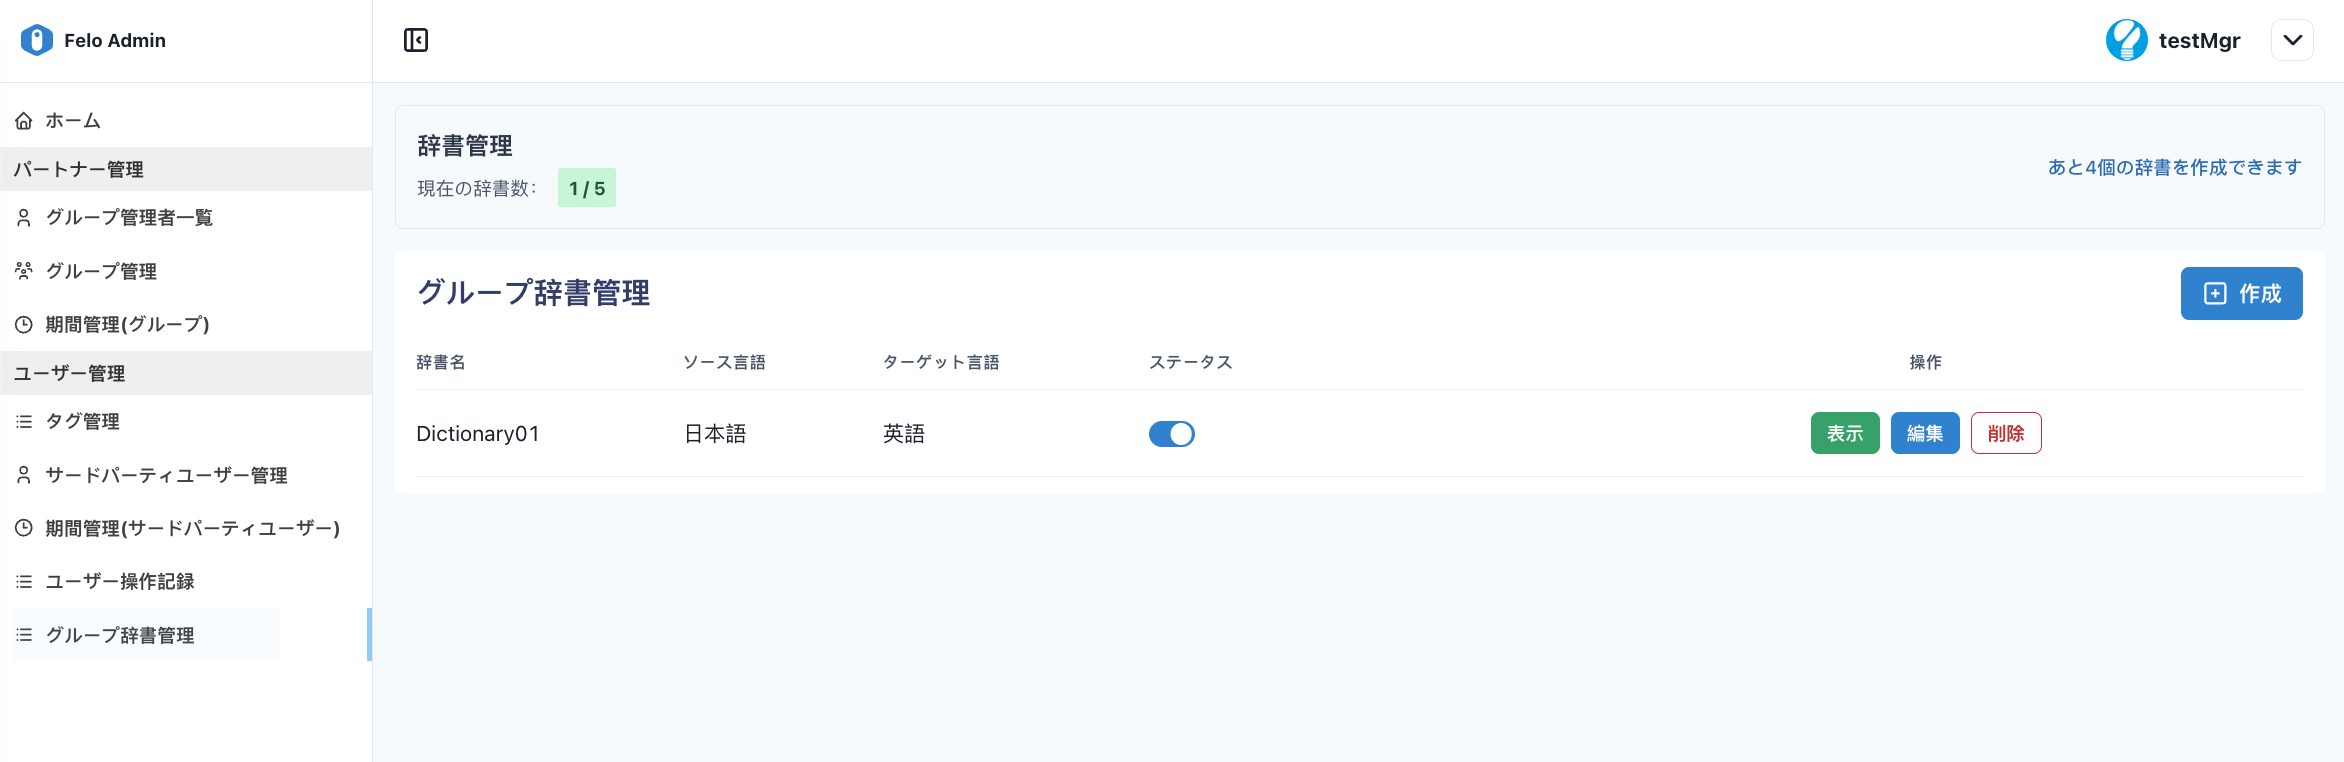 Felo Admin
testMgr
ホーム
パートナー管理
グループ管理者一覧
グループ管理
期間管理(グループ)
ユーザー管理
タグ管理
サードパーティユーザー管理
期間管理(サードパーティユーザー)
ユーザー操作記録
グループ辞書管理
辞書管理
現在の辞書数: 1 / 5
あと4個の辞書を作成できます
グループ辞書管理
作成
辞書名 ソース言語 ターゲット言語 ステータス 操作
Dictionary01 日本語 英語 表示 編集 削除